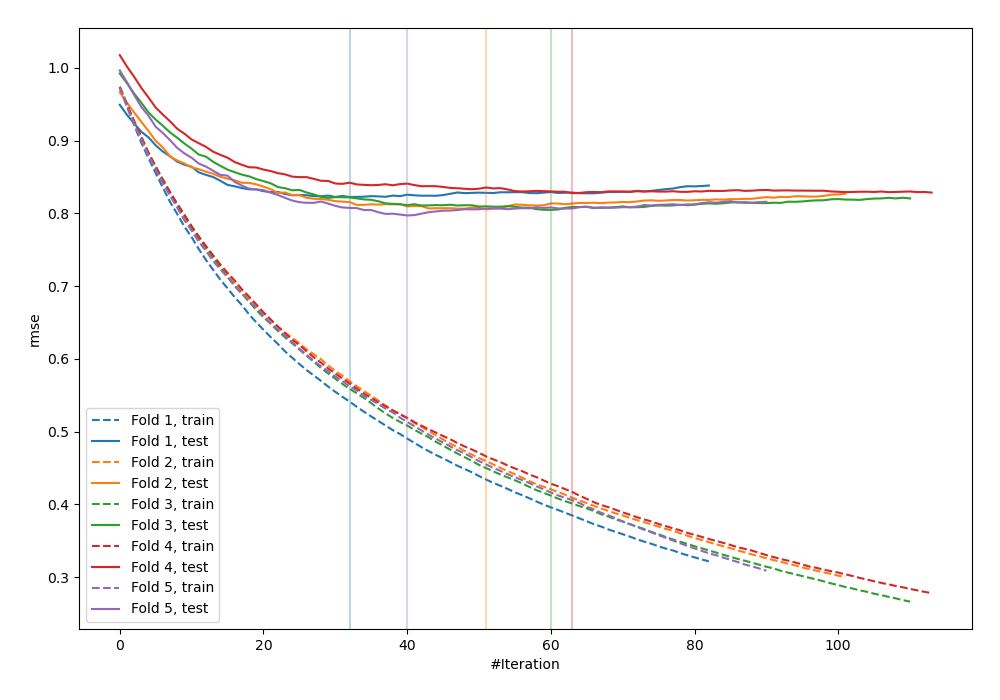 1.0
0.9
0.8
0.7
0.6
0.5
0.4
0.3
rmse
Fold 1, train
Fold 1, test
Fold 2, train
Fold 2, test
Fold 3, train
Fold 3, test
Fold 4, train
Fold 4, test
Fold 5, train
Fold 5, test
0 20 40 60 80 100
#Iteration